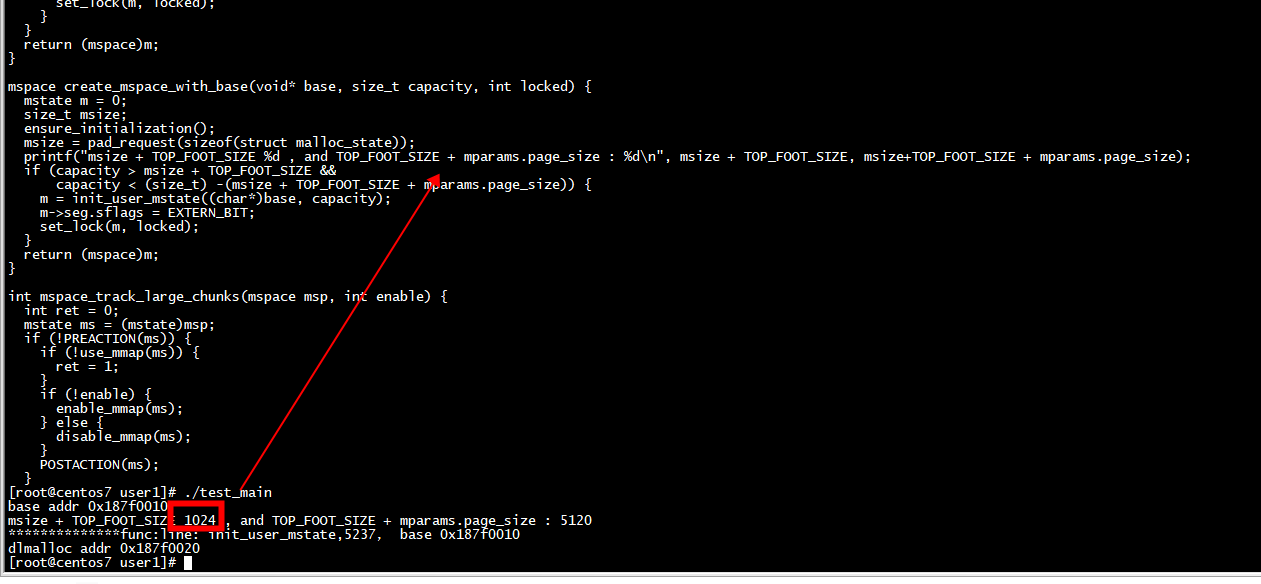 set_lock(m, locked);
}
}
return (mspace)m;
}
mspace create_mspace_with_base(void* base, size_t capacity, int locked) {
mstate m = 0;
size_t msize;
ensure_initialization();
msize = pad_request(sizeof(struct malloc_state));
printf("msize + TOP_FOOT_SIZE %d , and TOP_FOOT_SIZE + mparams.page_size : %d\n", msize + TOP_FOOT_SIZE, msize+TOP_FOOT_SIZE + mparams.page_size);
if (capacity > msize + TOP_FOOT_SIZE &&
capacity < (size_t) -(msize + TOP_FOOT_SIZE + mparams.page_size)) {
m = init_user_mstate((char*)base, capacity);
m->seg.sflags = EXTERN_BIT;
set_lock(m, locked);
}
return (mspace)m;
}
int mspace_track_large_chunks(mspace msp, int enable) {
int ret = 0;
mstate ms = (mstate)msp;
if (!PREACTION(ms)) {
if (!use_mmap(ms)) {
ret = 1;
}
if (!enable) {
enable_mmap(ms);
} else {
disable_mmap(ms);
}
POSTACTION(ms);
}
[root@centos7 user1]# ./test_main
base addr 0x187f0010
msize + TOP_FOOT_SIZE 1024 , and TOP_FOOT_SIZE + mparams.page_size : 5120
**************func:line: init_user_mstate,5237, base 0x187f0010
dlmalloc addr 0x187f0020
[root@centos7 user1]#